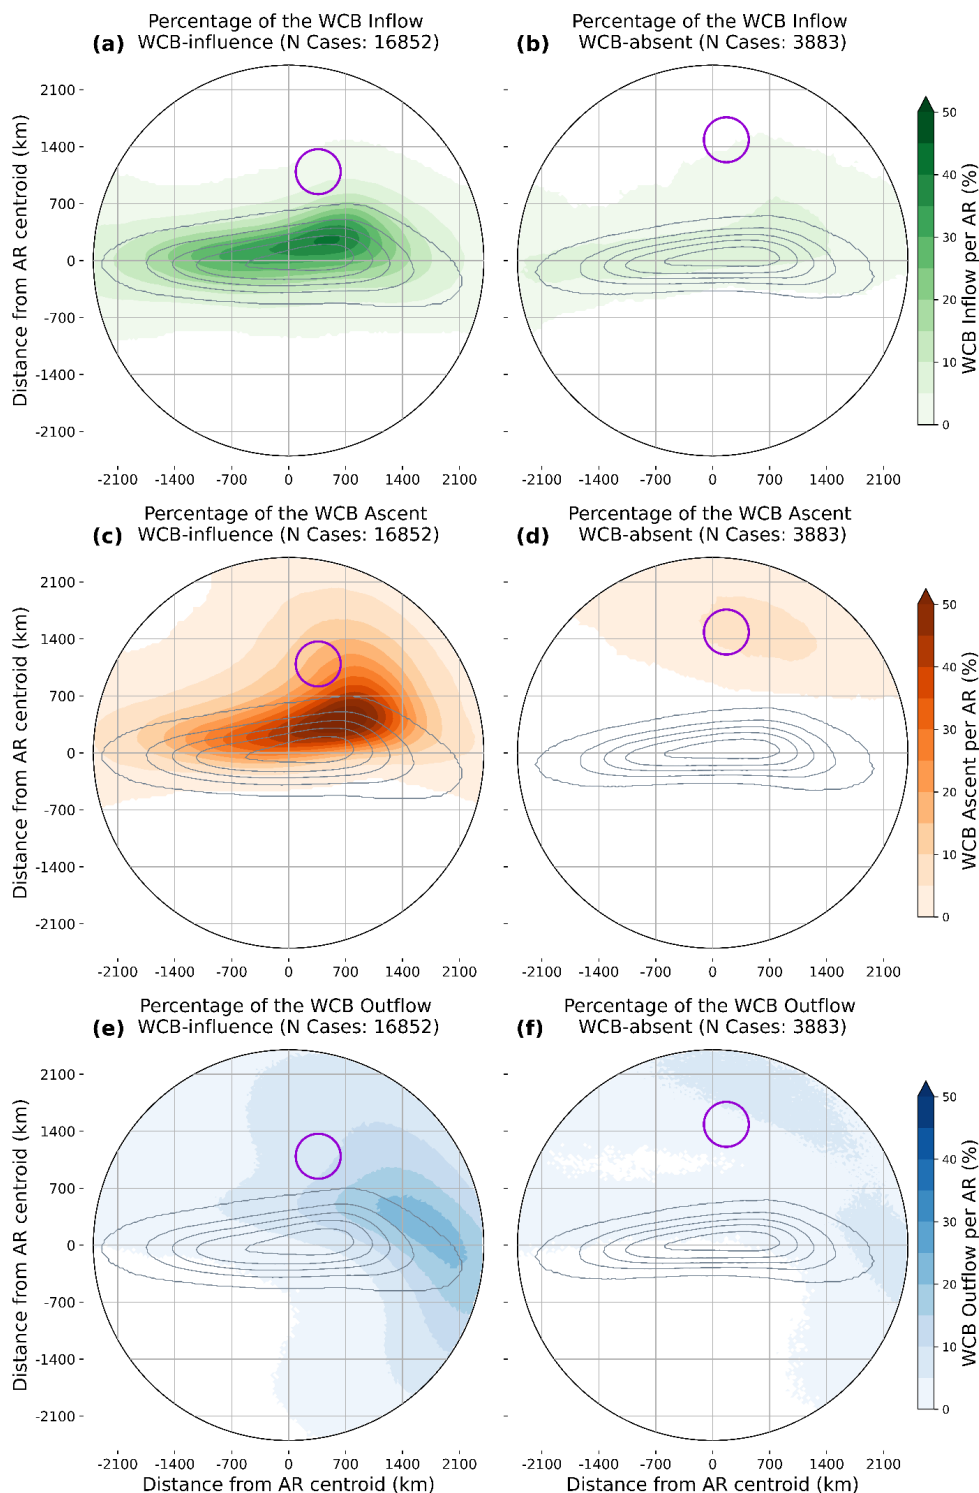 Percentage of the WCB Inflow
(a) WCB-influence (N Cases: 16852)
Percentage of the WCB Inflow
(b) WCB-absent (N Cases: 3883)
Distance from AR centroid (km)
2100
1400
700
0
-700
-1400
-2100
-2100 -1400 -700 0 700 1400 2100
-2100 -1400 -700 0 700 1400 2100
50
40
30
20
10
0
WCB Inflow per AR (%)
Percentage of the WCB Ascent
(c) WCB-influence (N Cases: 16852)
Percentage of the WCB Ascent
(d) WCB-absent (N Cases: 3883)
Distance from AR centroid (km)
2100
1400
700
0
-700
-1400
-2100
-2100 -1400 -700 0 700 1400 2100
-2100 -1400 -700 0 700 1400 2100
50
40
30
20
10
0
WCB Ascent per AR (%)
Percentage of the WCB Outflow
(e) WCB-influence (N Cases: 16852)
Percentage of the WCB Outflow
(f) WCB-absent (N Cases: 3883)
Distance from AR centroid (km)
2100
1400
700
0
-700
-1400
-2100
-2100 -1400 -700 0 700 1400 2100
Distance from AR centroid (km)
-2100 -1400 -700 0 700 1400 2100
Distance from AR centroid (km)
50
40
30
20
10
0
WCB Outflow per AR (%)